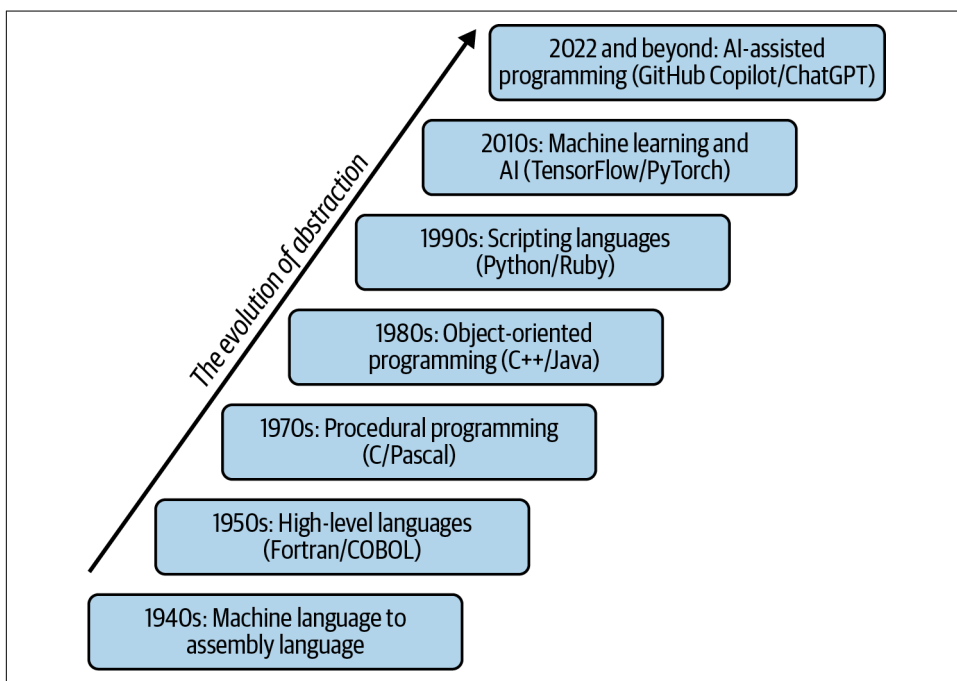 2022 and beyond: AI-assisted
programming (GitHub Copilot/ChatGPT)
2010s: Machine learning and
AI (TensorFlow/PyTorch)
1990s: Scripting languages
(Python/Ruby)
The evolution of abstraction
1980s: Object-oriented
programming (C++/Java)
1970s: Procedural programming
(C/Pascal)
1950s: High-level languages
(Fortran/COBOL)
1940s: Machine language to
assembly language